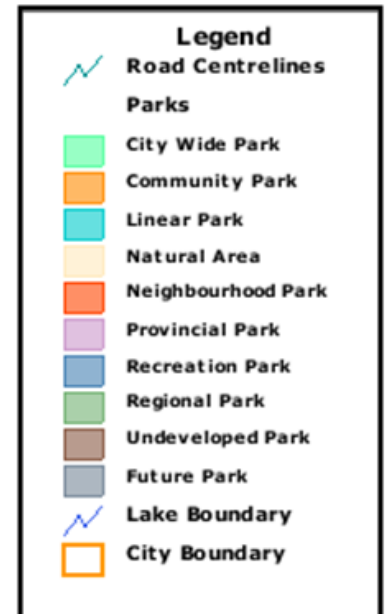 Legend
Road Centrelines
Parks
City Wide Park
Community Park
Linear Park
Natural Area
Neighbourhood Park
Provincial Park
Recreation Park
Regional Park
Undeveloped Park
Future Park
Lake Boundary
City Boundary